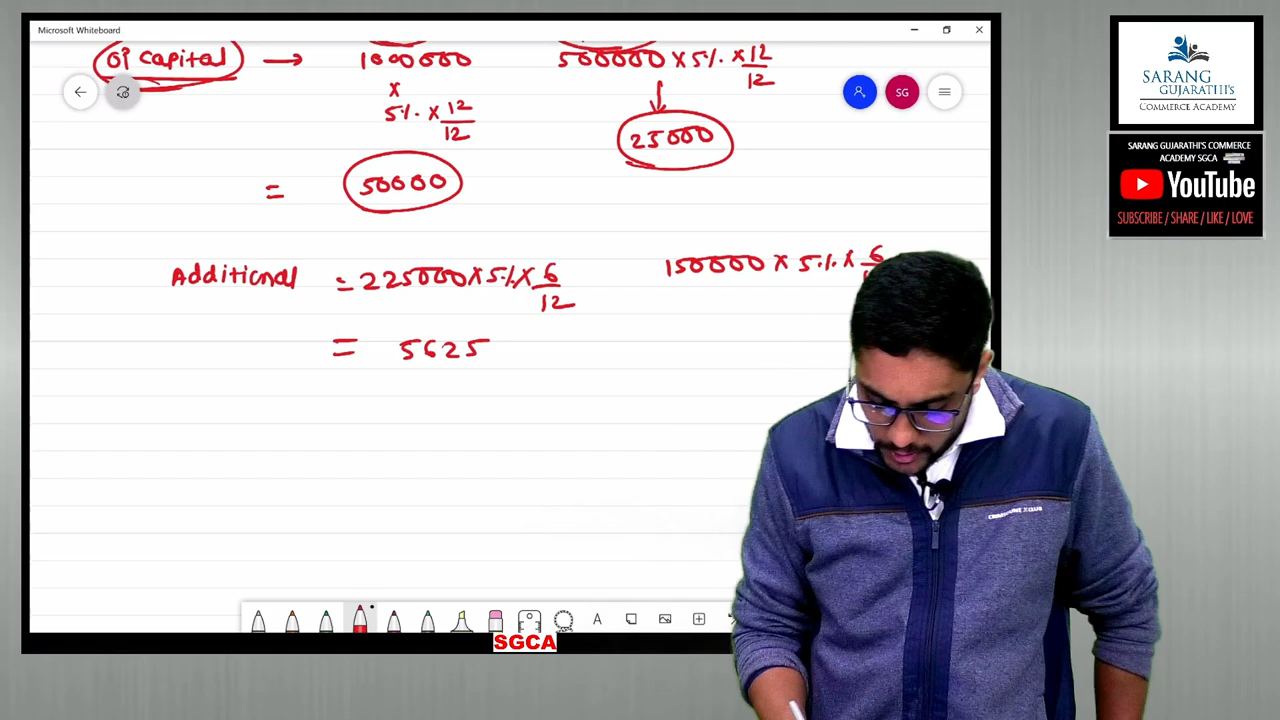 Microsoft Whiteboard
of capital → 1000000 500000 × 5% × 12/12
×
5% × 12/12
25000
= 50000
SG
Additional = 225000 × 5% × 6/12
150000 × 5% × 6
= 5625
A
SGCA
SARANG
GUJARATHI'S
COMMERCE ACADEMY
SARANG GUJARATHI'S COMMERCE
ACADEMY SGCA
YouTube
SUBSCRIBE / SHARE / LIKE / LOVE